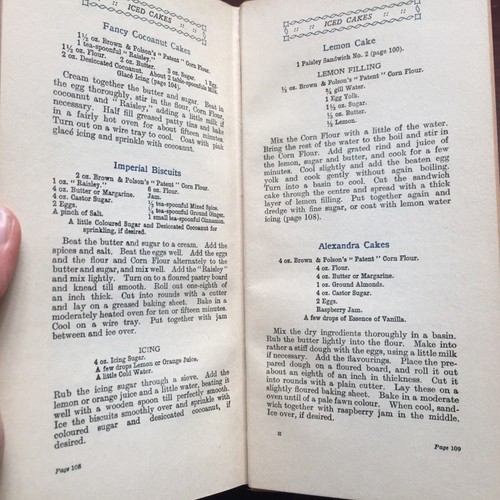 ICED CAKES
Fancy Cocoanut Cakes
1½ oz. Brown & Polson's "Patent" Corn Flour.
1 tea-spoonful "Raisley." 3 oz. Sugar. 1 Egg.
1½ oz. Flour. 2 oz. Butter. 2 table-spoonfuls Milk
2 oz. Desiccated Cocoanut. About
Glacé Icing (page 104).
Cream together the butter and sugar. Beat in
the egg thoroughly, stir in the flour, Corn Flour,
cocoanut and "Raisley," adding a little milk if
necessary. Half fill greased patty tins and bake
in a fairly hot oven for about fifteen minutes.
Turn out on a wire tray to cool. Coat with pink
glacé icing and sprinkle with cocoanut.
Imperial Biscuits
2 oz. Brown & Polson's "Patent" Corn Flour.
1 oz. "Raisley." 6 oz. Flour.
4 oz. Butter or Margarine. Jam.
4 oz. Castor Sugar. ½ tea-spoonful Mixed Spice.
2 Eggs. ½ tea-spoonful Ground Ginger.
A pinch of Salt. 1 small tea-spoonful Cinnamon.
A little Coloured Sugar and Desiccated Cocoanut for
sprinkling, if desired.
Beat the butter and sugar to a cream. Add the
spices and salt. Beat the eggs well. Add the eggs
and the flour and Corn Flour alternately to the
butter and sugar, and mix well. Add the "Raisley"
and mix lightly. Turn on to a floured pastry board
and knead till smooth. Roll out one-eighth of
an inch thick. Cut into rounds with a cutter
and lay on a greased baking sheet. Bake in a
moderately heated oven for ten or fifteen minutes.
Cool on a wire tray. Put together with jam
between and ice over.
ICING
4 oz. Icing Sugar.
A few drops Lemon or Orange Juice.
A little Cold Water.
Rub the icing sugar through a sieve. Add the
lemon or orange juice and a little water, beating it
well with a wooden spoon till perfectly smooth.
Ice the biscuits smoothly over and sprinkle with
coloured sugar and desiccated cocoanut, if
desired.
Page 108
ICED CAKES
Lemon Cake
1 Paisley Sandwich No. 2 (page 100).
LEMON FILLING
½ oz. Brown & Polson's "Patent" Corn Flour.
¾ gill Water.
1 Egg Yolk.
1½ oz. Sugar.
½ oz. Butter.
½ Lemon.
Mix the Corn Flour with a little of the water.
Bring the rest of the water to the boil and stir in
the Corn Flour. Add grated rind and juice of
the lemon, sugar and butter, and cook for a few
minutes. Cool slightly and add the beaten egg
yolk and cook gently without again boiling.
Turn into a basin to cool. Cut the sandwich
cake through the centre and spread with a thick
layer of lemon filling. Put together again and
dredge with fine sugar, or coat with lemon water
icing (page 108).
Alexandra Cakes
4 oz. Brown & Polson's "Patent" Corn Flour.
4 oz. Flour.
4 oz. Butter or Margarine.
1 oz. Ground Almonds.
4 oz. Castor Sugar.
2 Eggs.
Raspberry Jam.
A few drops of Essence of Vanilla.
Mix the dry ingredients thoroughly in a basin.
Rub the butter lightly into the flour. Make into
rather a stiff dough with the eggs, using a little milk
if necessary. Add the flavourings. Place the pre-
pared dough on a floured board, and roll it out
about an eighth of an inch in thickness. Cut it
into rounds with a plain cutter. Lay these on a
slightly floured baking sheet. Bake in a moderate
oven until of a pale fawn colour. When cool, sand-
wich together with raspberry jam in the middle.
Ice over, if desired.
Page 109